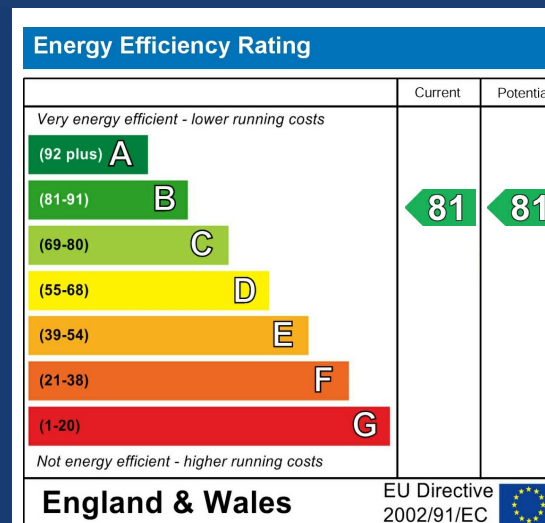 Energy Efficiency Rating
Current Potentia
Very energy efficient - lower running costs
(92 plus) A
(81-91) B
81 81
(69-80) C
(55-68) D
(39-54) E
(21-38) F
(1-20) G
Not energy efficient - higher running costs
England & Wales
EU Directive
2002/91/EC